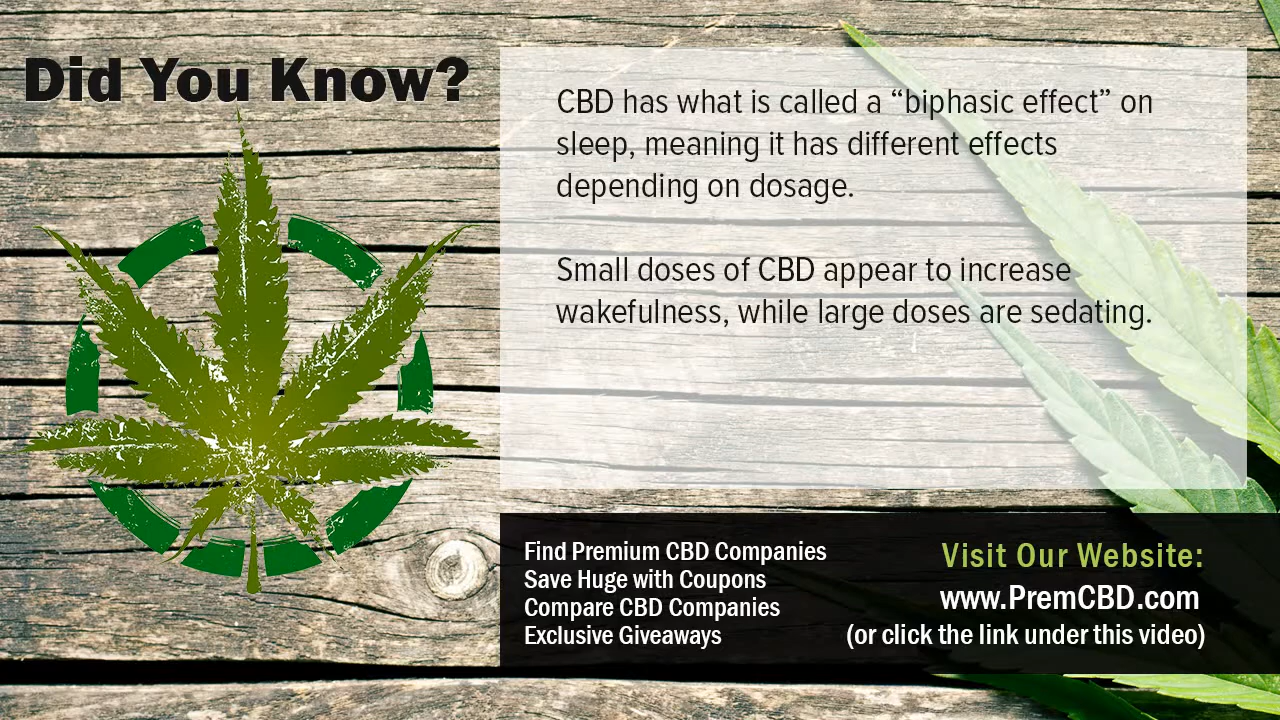 Did You Know?
CBD has what is called a “biphasic effect” on
sleep, meaning it has different effects
depending on dosage.
Small doses of CBD appear to increase
wakefulness, while large doses are sedating.
Find Premium CBD Companies
Save Huge with Coupons
Compare CBD Companies
Exclusive Giveaways
Visit Our Website:
www.PremCBD.com
(or click the link under this video)